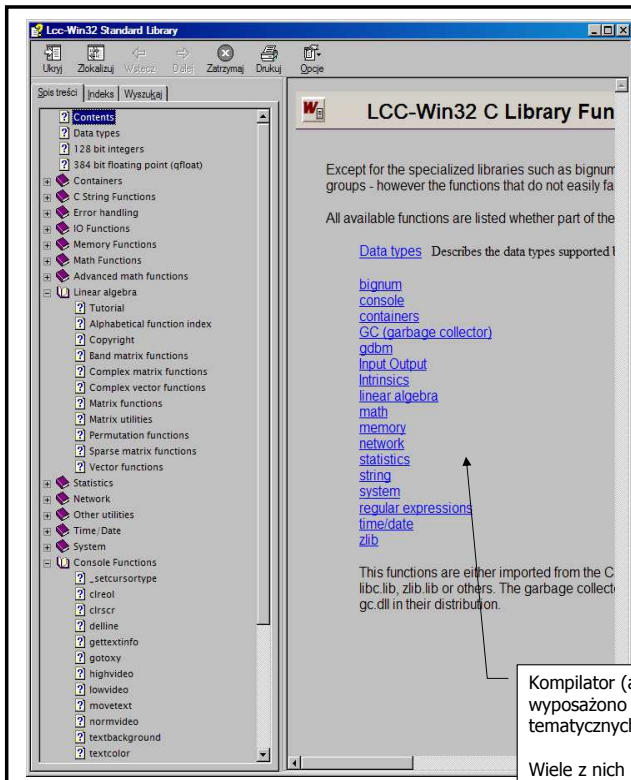 Lcc-Win32 Standard Library
Ukryj Zlokalizuj Wstecz Dalej Zatrzymaj Drukuj Opcje
Spis treści Indeks Wyszukaj
Contents
Data types
128 bit integers
384 bit floating point (qfloat)
Containers
C String Functions
Error handling
IO Functions
Memory Functions
Math Functions
Advanced math functions
Linear algebra
Tutorial
Alphabetical function index
Copyright
Band matrix functions
Complex matrix functions
Complex vector functions
Matrix functions
Matrix utilities
Permutation functions
Sparse matrix functions
Vector functions
Statistics
Network
Other utilities
Time/Date
System
Console Functions
_setcursortype
clreol
clrscr
delline
gettextinfo
gotoxy
highvideo
lowvideo
movetext
normvideo
textbackground
textcolor
LCC-Win32 C Library Fun
Except for the specialized libraries such as bignum
groups - however the functions that do not easily fa
All available functions are listed whether part of the
Data types Describes the data types supported
bignum
console
containers
GC (garbage collector)
gdbm
Input Output
Intrinsics
linear algebra
math
memory
network
statistics
string
system
regular expressions
time/date
zlib
This functions are either imported from the C
libc.lib, zlib.lib or others. The garbage collect
gc.dll in their distribution.
Kompilator (a
wyposażono
tematycznych
Wiele z nich